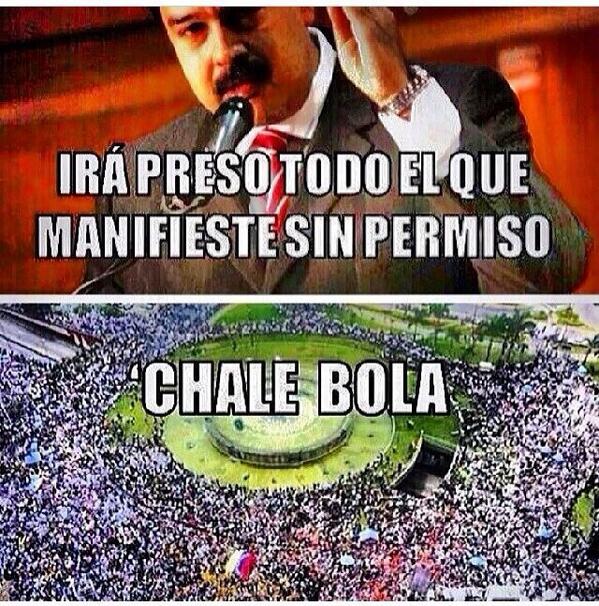 IRÁ PRESO TODO EL QUE
MANIFIESTE SIN PERMISO
‘CHALE BOLA